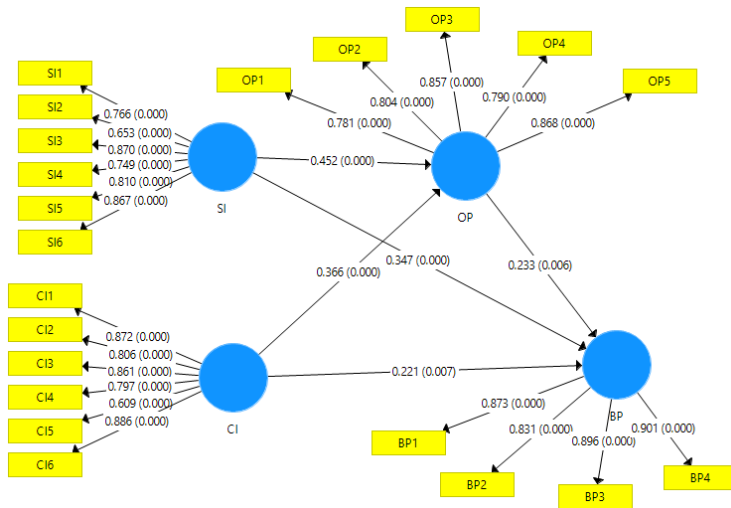 OP3
OP2
OP4
OP1
OP5
SI1
SI2
SI3
SI4
SI5
SI6
0.766 (0.000)
0.653 (0.000)
0.870 (0.000)
0.749 (0.000)
0.810 (0.000)
0.867 (0.000)
SI
0.781 (0.000)
0.804 (0.000)
0.857 (0.000)
0.790 (0.000)
0.868 (0.000)
OP
0.452 (0.000)
0.366 (0.000)
0.347 (0.000)
0.233 (0.006)
0.221 (0.007)
CI1
CI2
CI3
CI4
CI5
CI6
0.872 (0.000)
0.806 (0.000)
0.861 (0.000)
0.797 (0.000)
0.609 (0.000)
0.886 (0.000)
CI
BP
0.873 (0.000)
0.831 (0.000)
0.896 (0.000)
0.901 (0.000)
BP1
BP2
BP3
BP4